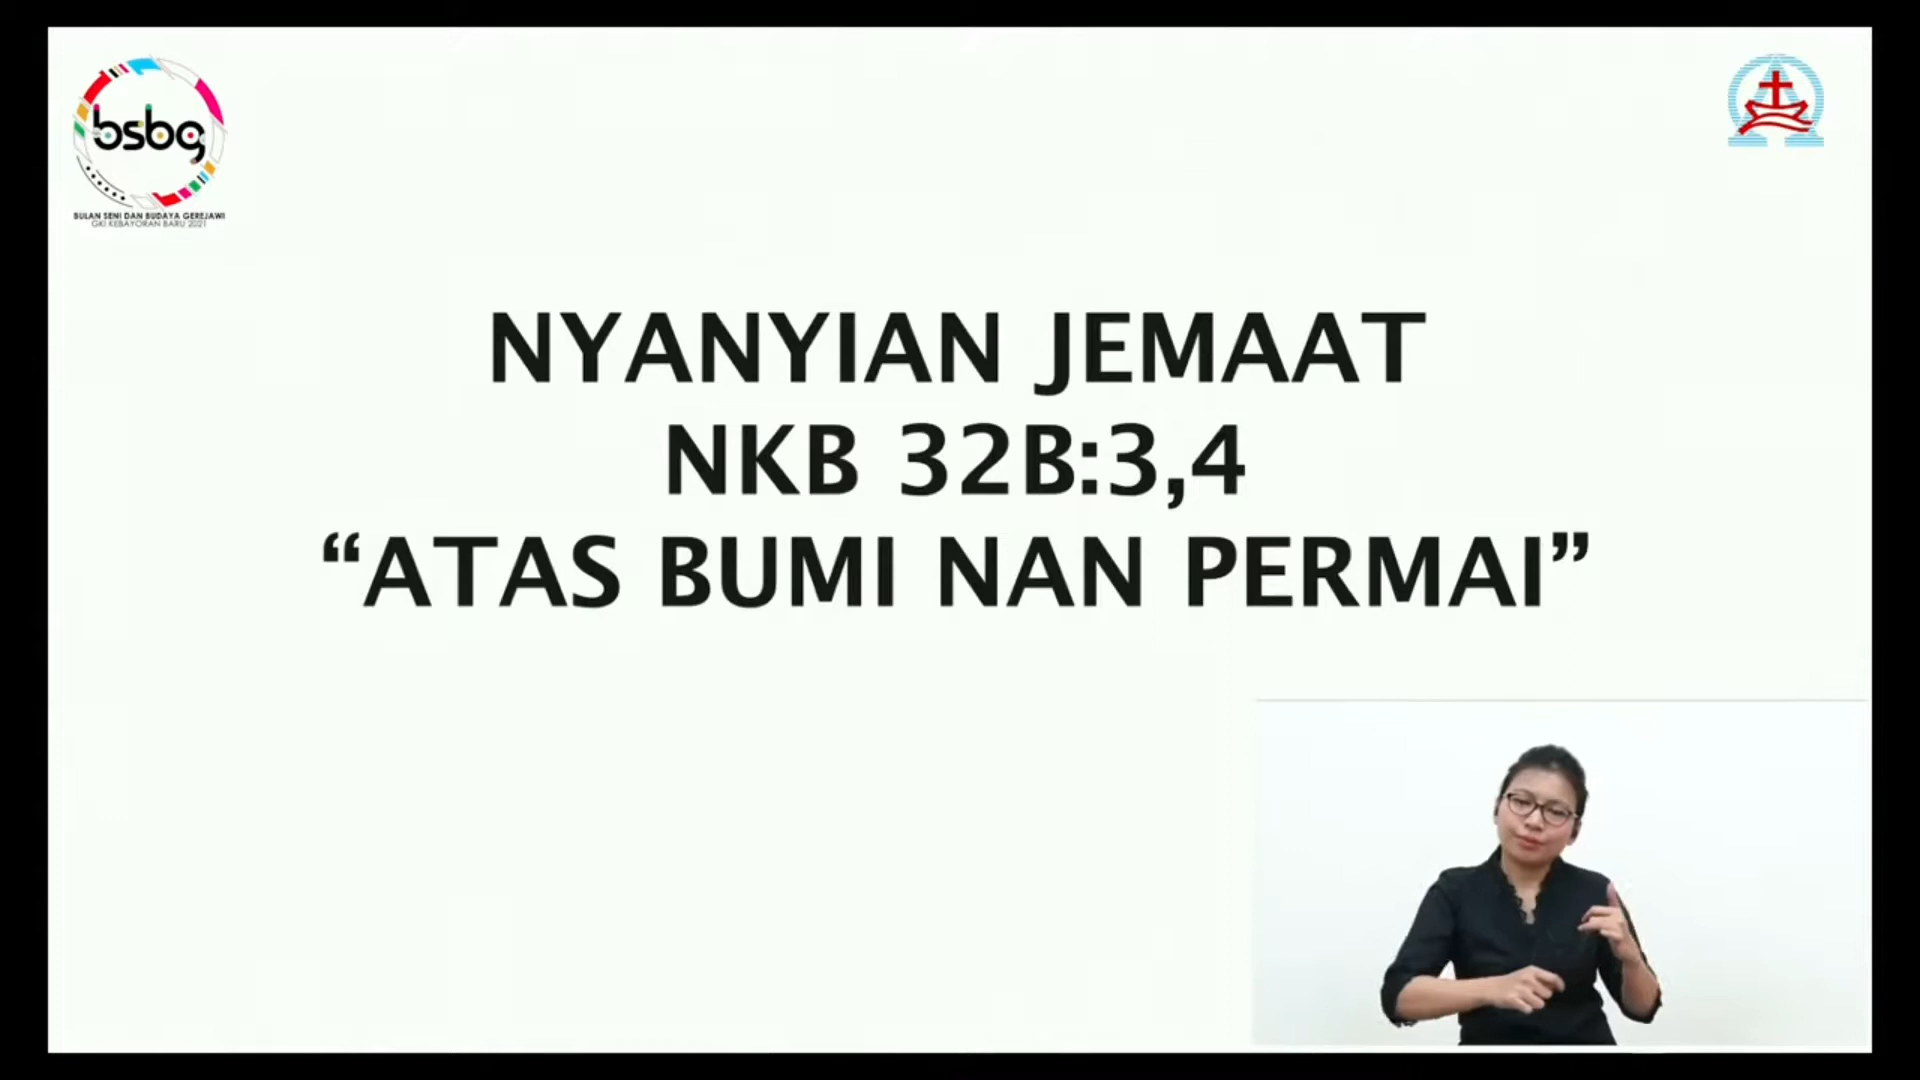 bsbg
BULAN SENI DAN BUDAYA GEREJAWI
GKI KEBAYORAN BARU 2021
NYANYIAN JEMAAT
NKB 32B:3,4
“ATAS BUMI NAN PERMAI”